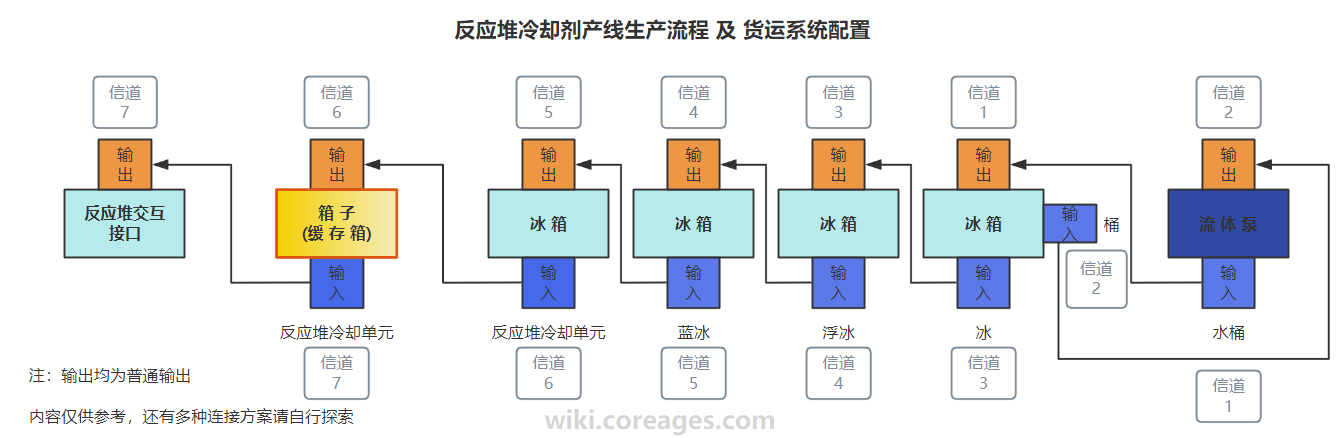 反应堆冷却剂产线生产流程 及 货运系统配置
信道
7
信道
6
信道
5
信道
4
信道
3
信道
1
信道
2
输
出
输
出
输
出
输
出
输
出
输
出
输
出
反应堆交互
接口
箱 子
(缓 存 箱)
冰 箱
冰 箱
冰 箱
冰 箱
输
入
桶
流 体 泵
信道
2
输
入
输
入
输
入
输
入
输
入
输
入
反应堆冷却单元
反应堆冷却单元
蓝冰
浮冰
冰
水桶
信道
7
信道
6
信道
5
信道
4
信道
3
信道
1
注：输出均为普通输出
内容仅供参考，还有多种连接方案请自行探索
wiki.coreages.com